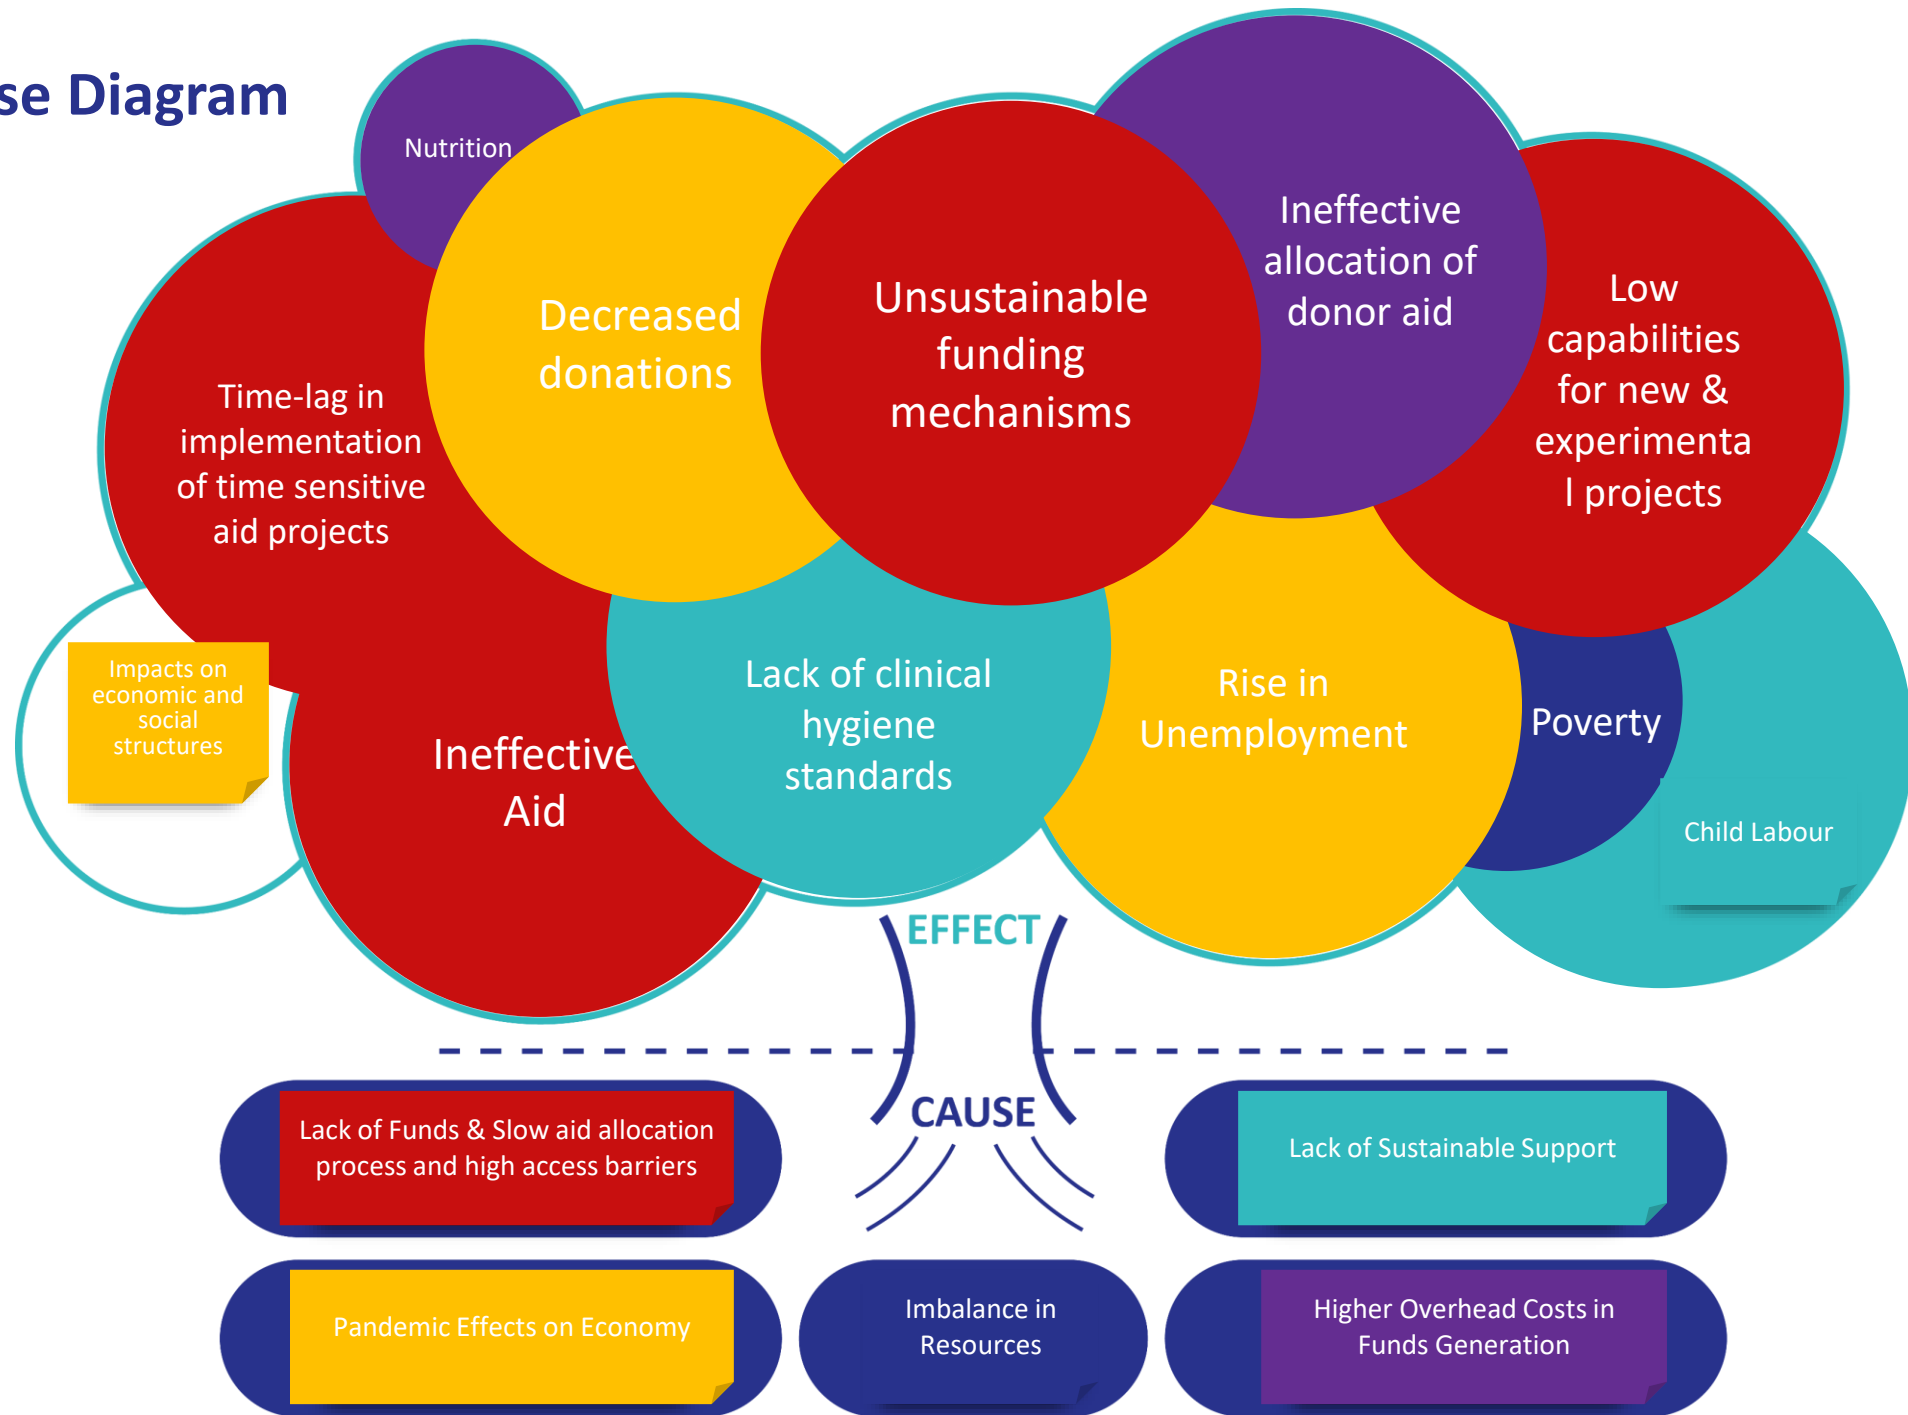 se Diagram
Nutrition
Decreased
donations
Unsustainable
funding
mechanisms
Ineffective
allocation of
donor aid
Low
capabilities
for new &
experimenta
l projects
Time-lag in
implementation
of time sensitive
aid projects
Impacts on
economic and
social
structures
Ineffective
Aid
Lack of clinical
hygiene
standards
Rise in
Unemployment
Poverty
Child Labour
EFFECT
CAUSE
Lack of Funds & Slow aid allocation
process and high access barriers
Lack of Sustainable Support
Pandemic Effects on Economy
Imbalance in
Resources
Higher Overhead Costs in
Funds Generation